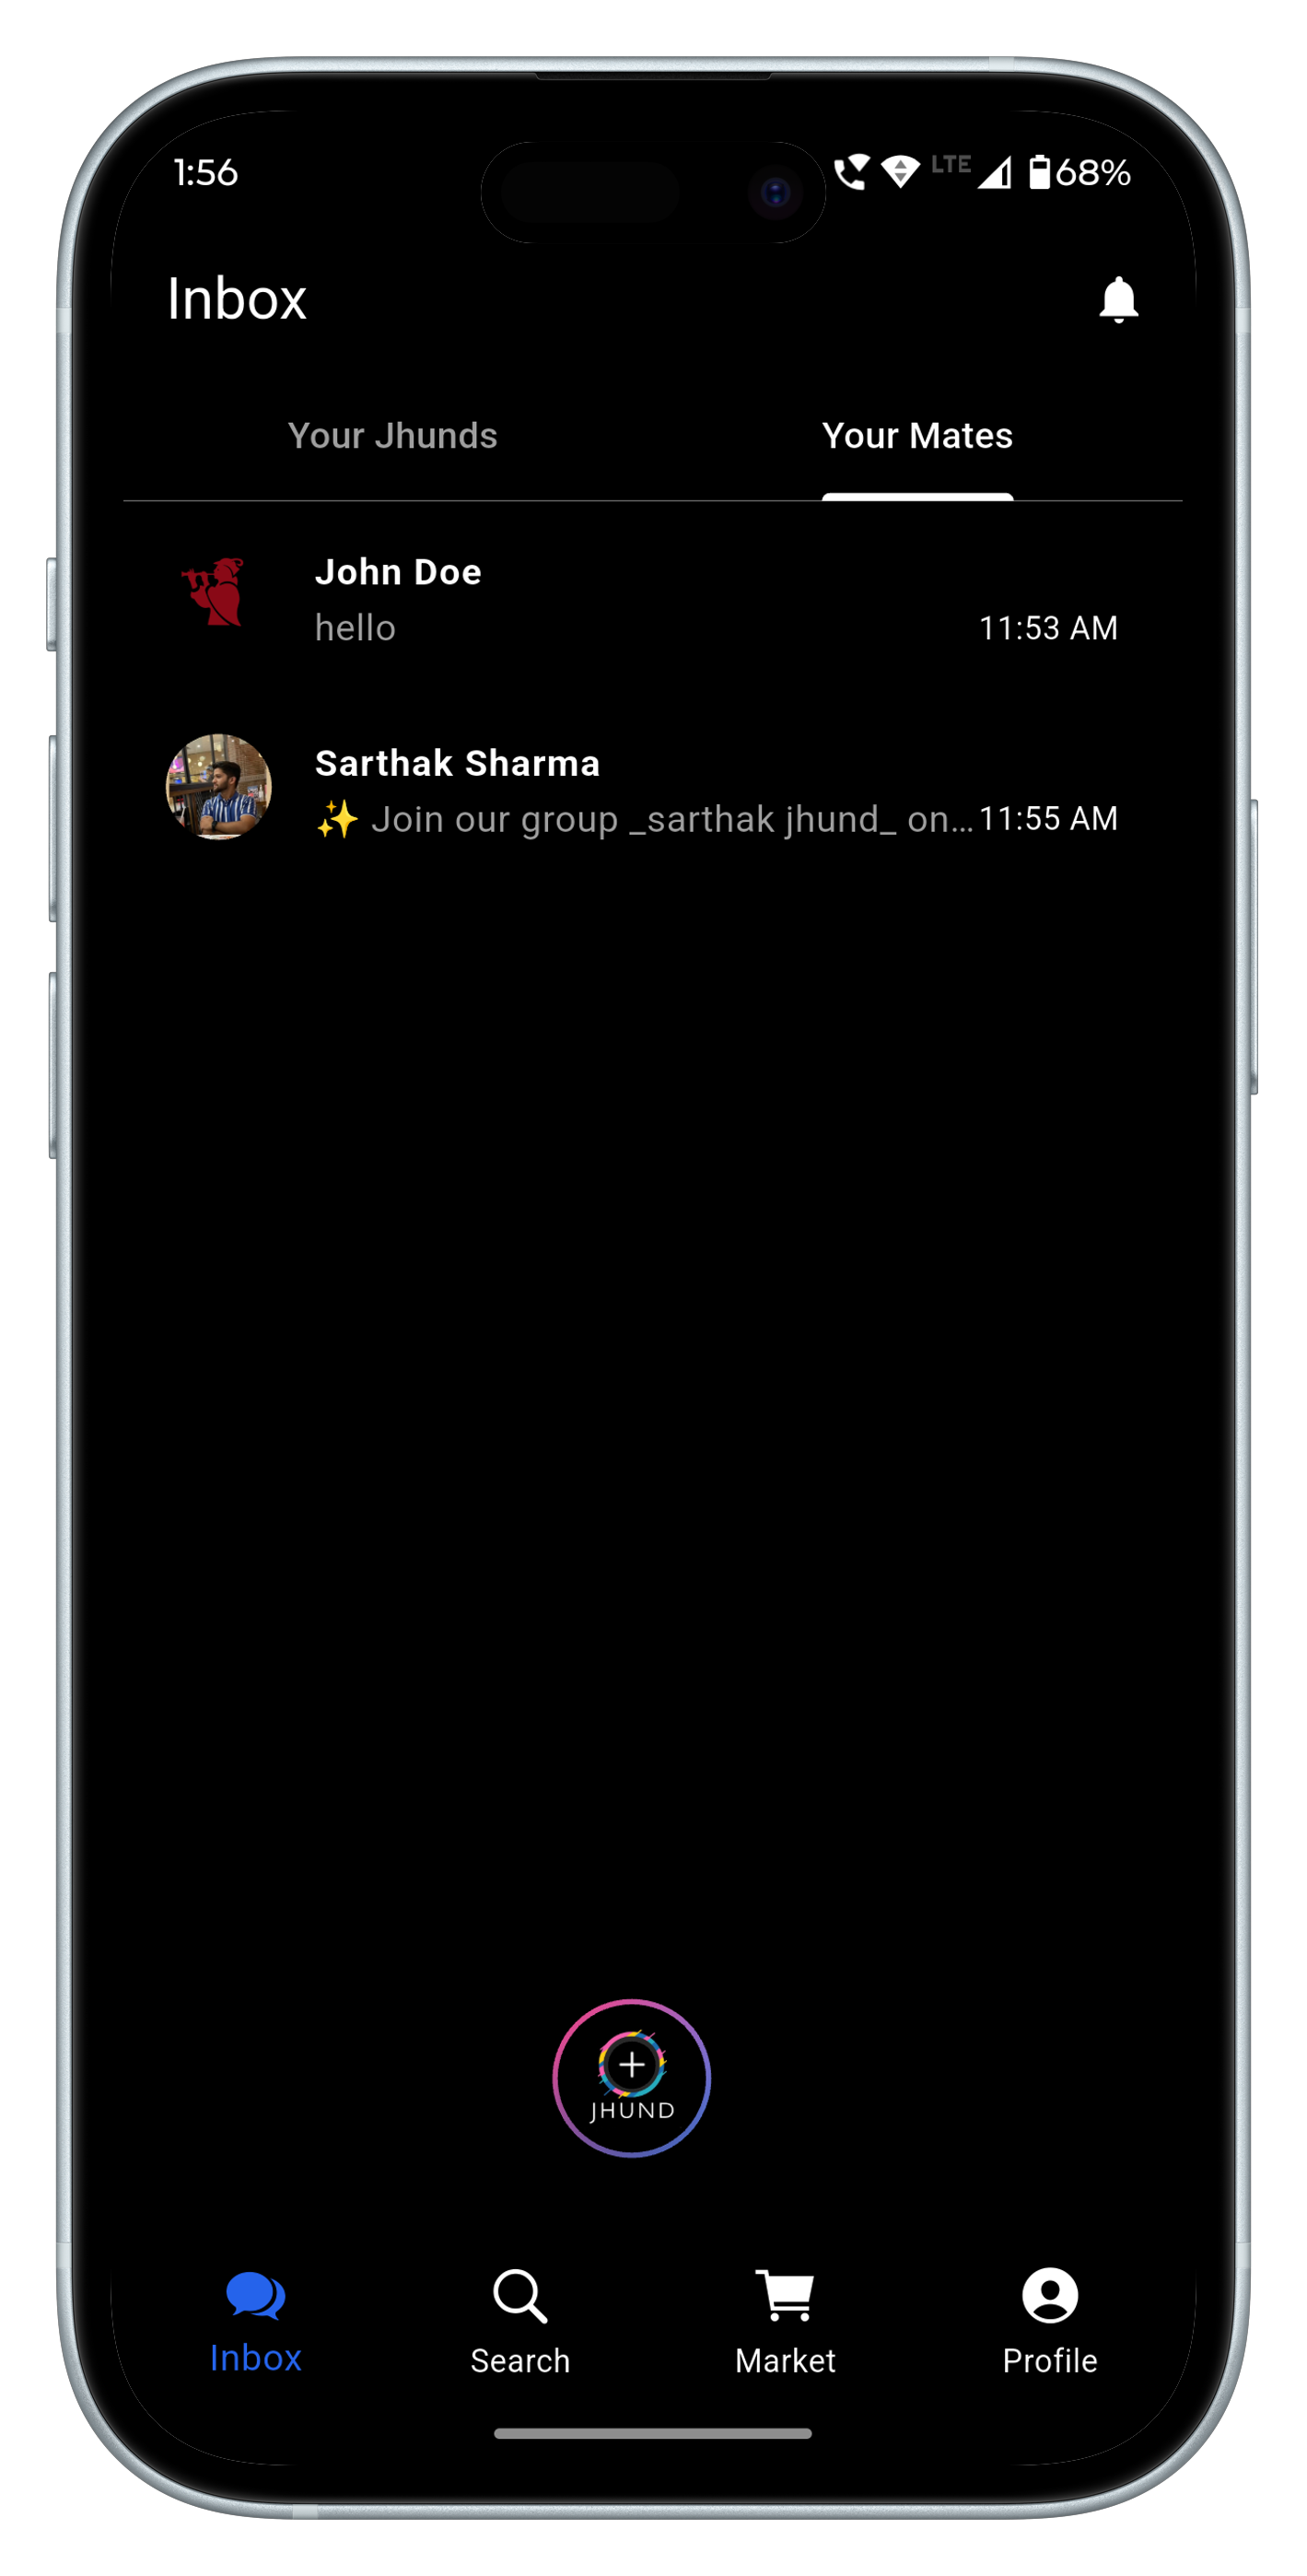 1:56 LTE 68%
Inbox
Your Jhunds Your Mates
John Doe
hello 11:53 AM
Sarthak Sharma
✨ Join our group _sarthak jhund_ on... 11:55 AM
JHUND
Inbox Search Market Profile